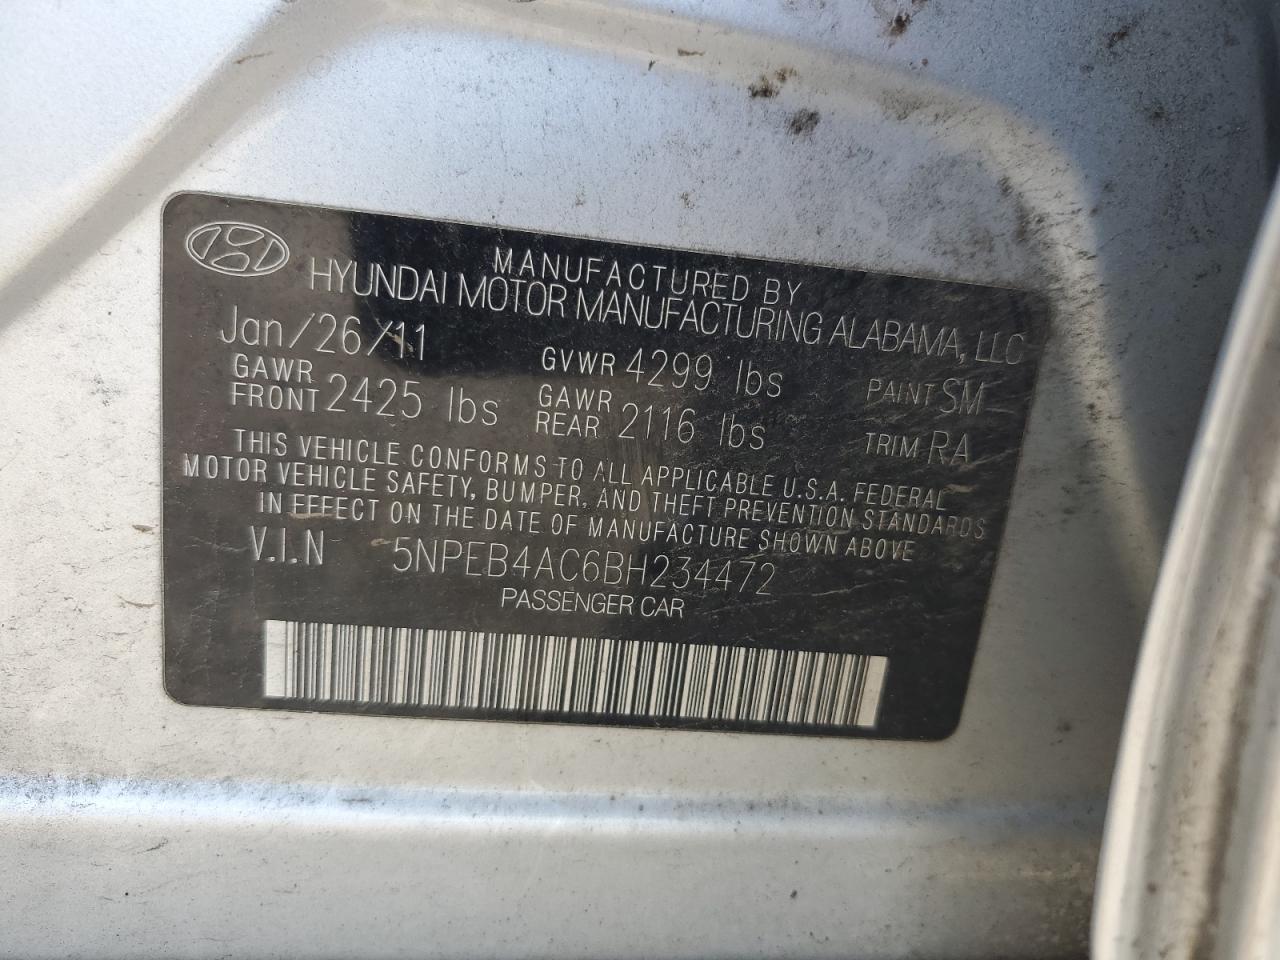 MANUFACTURED BY
HYUNDAI MOTOR MANUFACTURING ALABAMA, LLC
Jan/26/11 GVWR 4299 lbs PAINT SM
GAWR FRONT 2425 lbs GAWR REAR 2116 lbs TRIM RA
THIS VEHICLE CONFORMS TO ALL APPLICABLE U.S.A. FEDERAL
MOTOR VEHICLE SAFETY, BUMPER, AND THEFT PREVENTION STANDARDS
IN EFFECT ON THE DATE OF MANUFACTURE SHOWN ABOVE
V.I.N 5NPEB4AC6BH234472
PASSENGER CAR